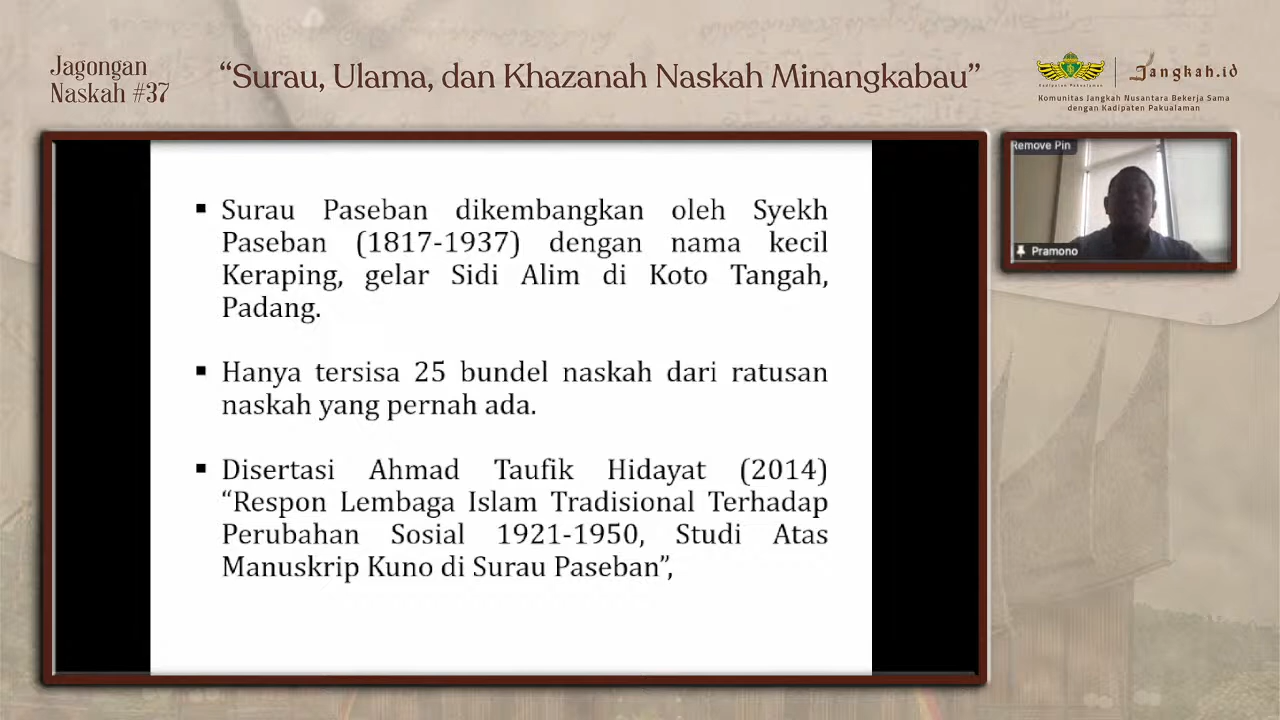 Jagongan
Naskah #37
“Surau, Ulama, dan Khazanah Naskah Minangkabau”
Kadipaten Pakualaman
Jangkah.id
Komunitas Jangkah Nusantara Bekerja Sama
dengan Kadipaten Pakualaman
Remove Pin
Pramono
▪ Surau Paseban dikembangkan oleh Syekh
Paseban (1817-1937) dengan nama kecil
Keraping, gelar Sidi Alim di Koto Tangah,
Padang.
▪ Hanya tersisa 25 bundel naskah dari ratusan
naskah yang pernah ada.
▪ Disertasi Ahmad Taufik Hidayat (2014)
“Respon Lembaga Islam Tradisional Terhadap
Perubahan Sosial 1921-1950, Studi Atas
Manuskrip Kuno di Surau Paseban”,